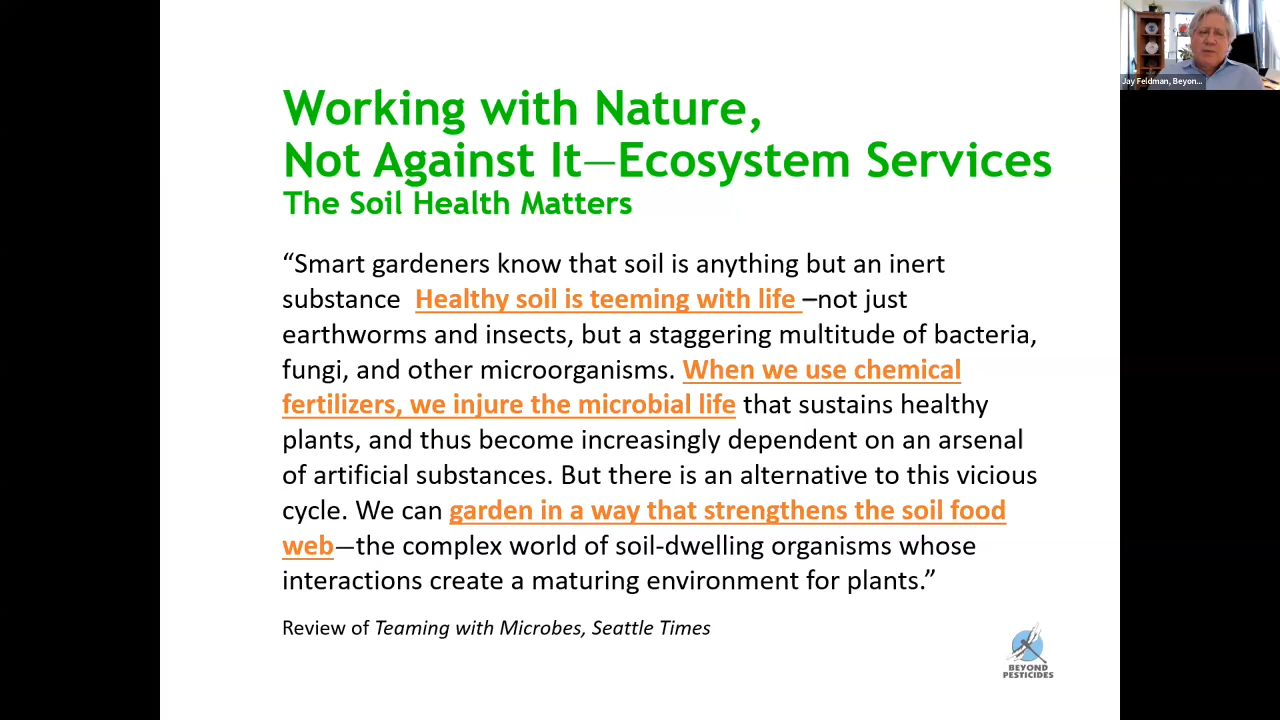 Working with Nature,
Not Against It—Ecosystem Services
The Soil Health Matters
“Smart gardeners know that soil is anything but an inert
substance Healthy soil is teeming with life –not just
earthworms and insects, but a staggering multitude of bacteria,
fungi, and other microorganisms. When we use chemical
fertilizers, we injure the microbial life that sustains healthy
plants, and thus become increasingly dependent on an arsenal
of artificial substances. But there is an alternative to this vicious
cycle. We can garden in a way that strengthens the soil food
web—the complex world of soil-dwelling organisms whose
interactions create a maturing environment for plants.”
Review of Teaming with Microbes, Seattle Times
BEYOND
PESTICIDES
Jay Feldman, Beyon...